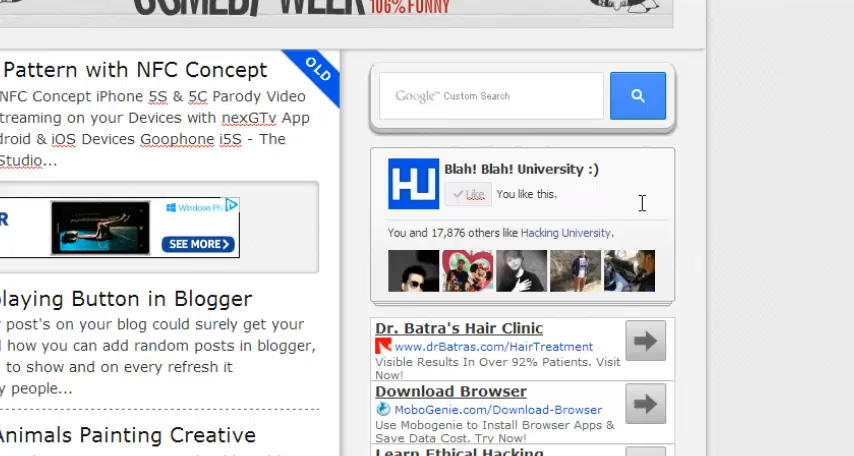 COMEDY WEEK 106% FUNNY
Pattern with NFC Concept
NFC Concept iPhone 5S & 5C Parody Video
treaming on your Devices with nexGTv App
droid & iOS Devices Goophone i5S - The
Studio...
OLD
R
Windows Ph
SEE MORE
laying Button in Blogger
r post's on your blog could surely get your
how you can add random posts in blogger,
to show and on every refresh it
y people...
Animals Painting Creative
Google™ Custom Search
HU
Blah! Blah! University :)
Like You like this.
You and 17,876 others like Hacking University.
Dr. Batra's Hair Clinic
www.drBatras.com/HairTreatment
Visible Results In Over 92% Patients. Visit
Now!
Download Browser
MoboGenie.com/Download-Browser
Use Mobogenie to Install Browser Apps &
Save Data Cost. Try Now!
Learn Ethical Hacking